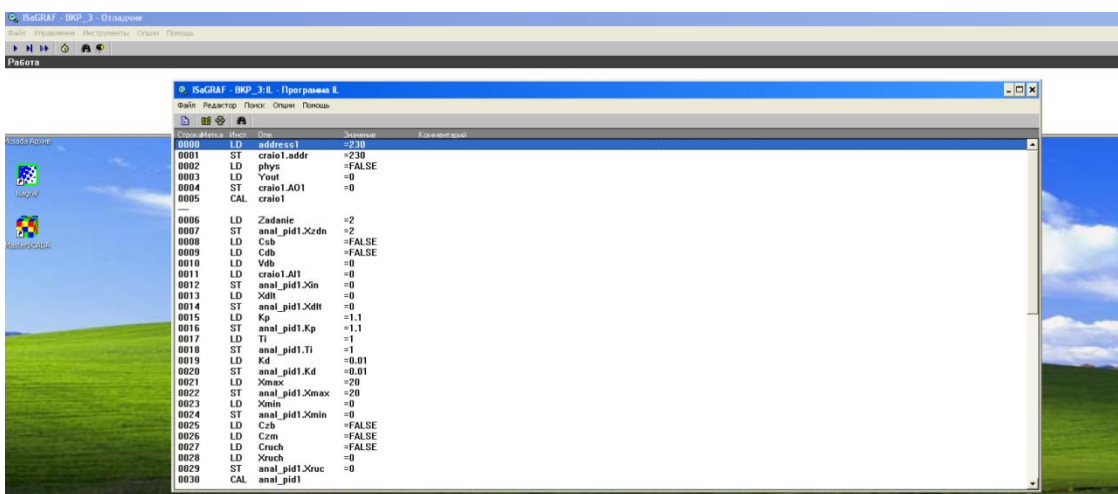 ISaGRAF - BKP_3 - Отладчик
Файл Управление Инструменты Опции Помощь
Работа
ISaGRAF - BKP_3:IL - Программа IL
Файл Редактор Поиск Опции Помощь
Строка Метка Инст. Опе. Значение Комментарий
0000 LD address1 =230
0001 ST craio1.addr =230
0002 LD phys =FALSE
0003 LD Yout =0
0004 ST craio1.AO1 =0
0005 CAL craio1
0006 LD Zadanie =2
0007 ST anal_pid1.Xzdn =2
0008 LD Csb =FALSE
0009 LD Cdb =FALSE
0010 LD Vdb =0
0011 LD craio1.AI1 =0
0012 ST anal_pid1.Xin =0
0013 LD Xdlt =0
0014 ST anal_pid1.Xdlt =0
0015 LD Kp =1.1
0016 ST anal_pid1.Kp =1.1
0017 LD Ti =1
0018 ST anal_pid1.Ti =1
0019 LD Kd =0.01
0020 ST anal_pid1.Kd =0.01
0021 LD Xmax =20
0022 ST anal_pid1.Xmax =20
0023 LD Xmin =0
0024 ST anal_pid1.Xmin =0
0025 LD Czb =FALSE
0026 LD Czm =FALSE
0027 LD Cruch =FALSE
0028 LD Xruch =0
0029 ST anal_pid1.Xruc =0
0030 CAL anal_pid1
isagraf
MasterSCADA